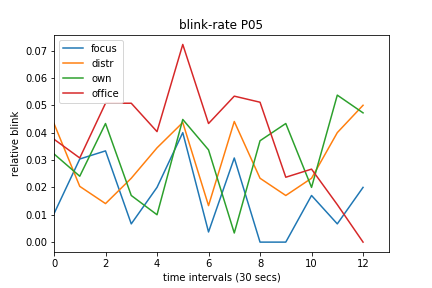 blink-rate P05
focus
distr
own
office
relative blink
0.07
0.06
0.05
0.04
0.03
0.02
0.01
0.00
0 2 4 6 8 10 12
time intervals (30 secs)